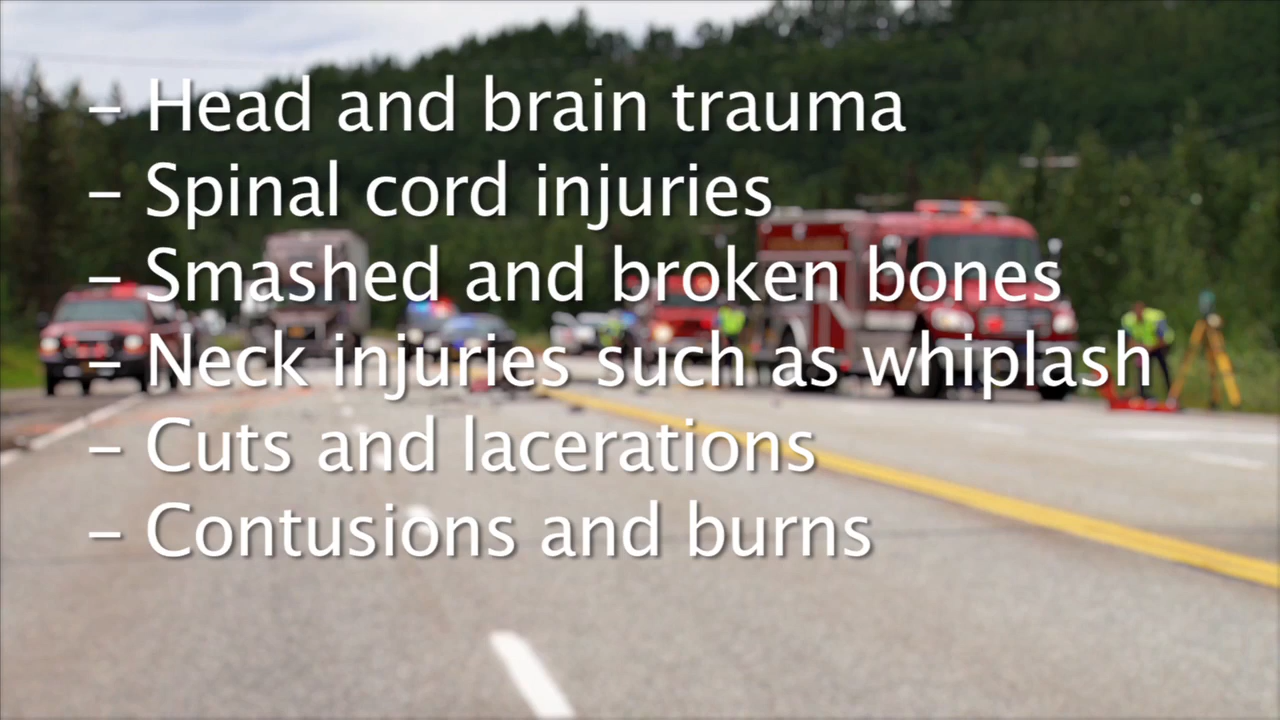 – Head and brain trauma
– Spinal cord injuries
– Smashed and broken bones
– Neck injuries such as whiplash
– Cuts and lacerations
– Contusions and burns